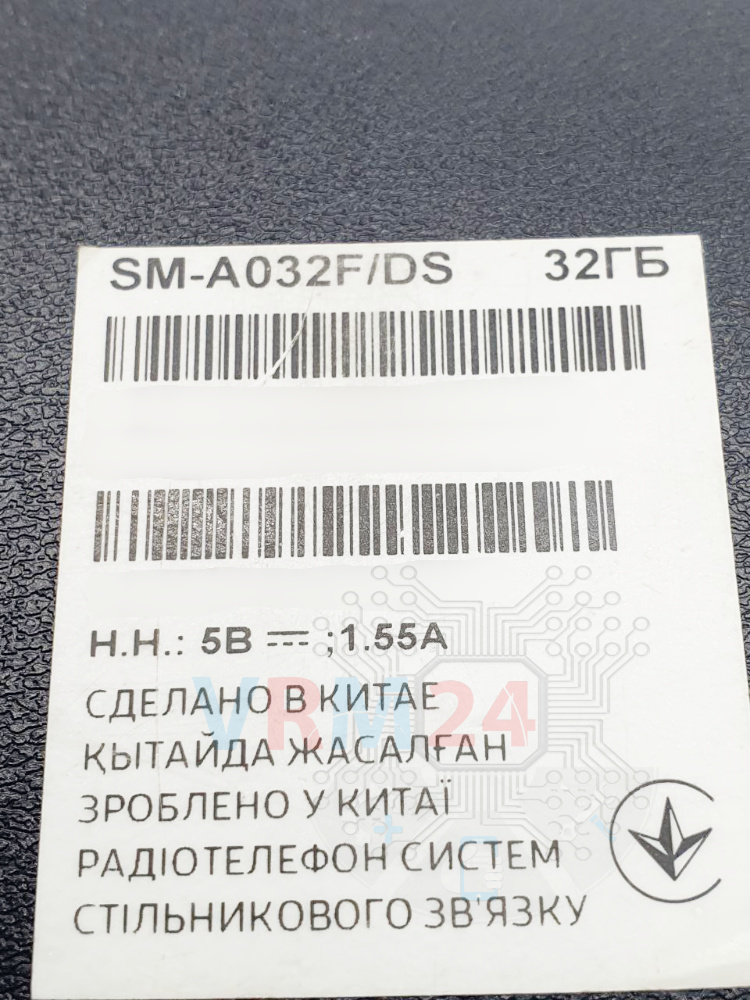 SM-A032F/DS 32ГБ
Н.Н.: 5В ⎓ ;1.55А
VRM24
СДЕЛАНО В КИТАЕ
ҚЫТАЙДА ЖАСАЛҒАН
ЗРОБЛЕНО У КИТАЇ
РАДІОТЕЛЕФОН СИСТЕМ
СТІЛЬНИКОВОГО ЗВ'ЯЗКУ